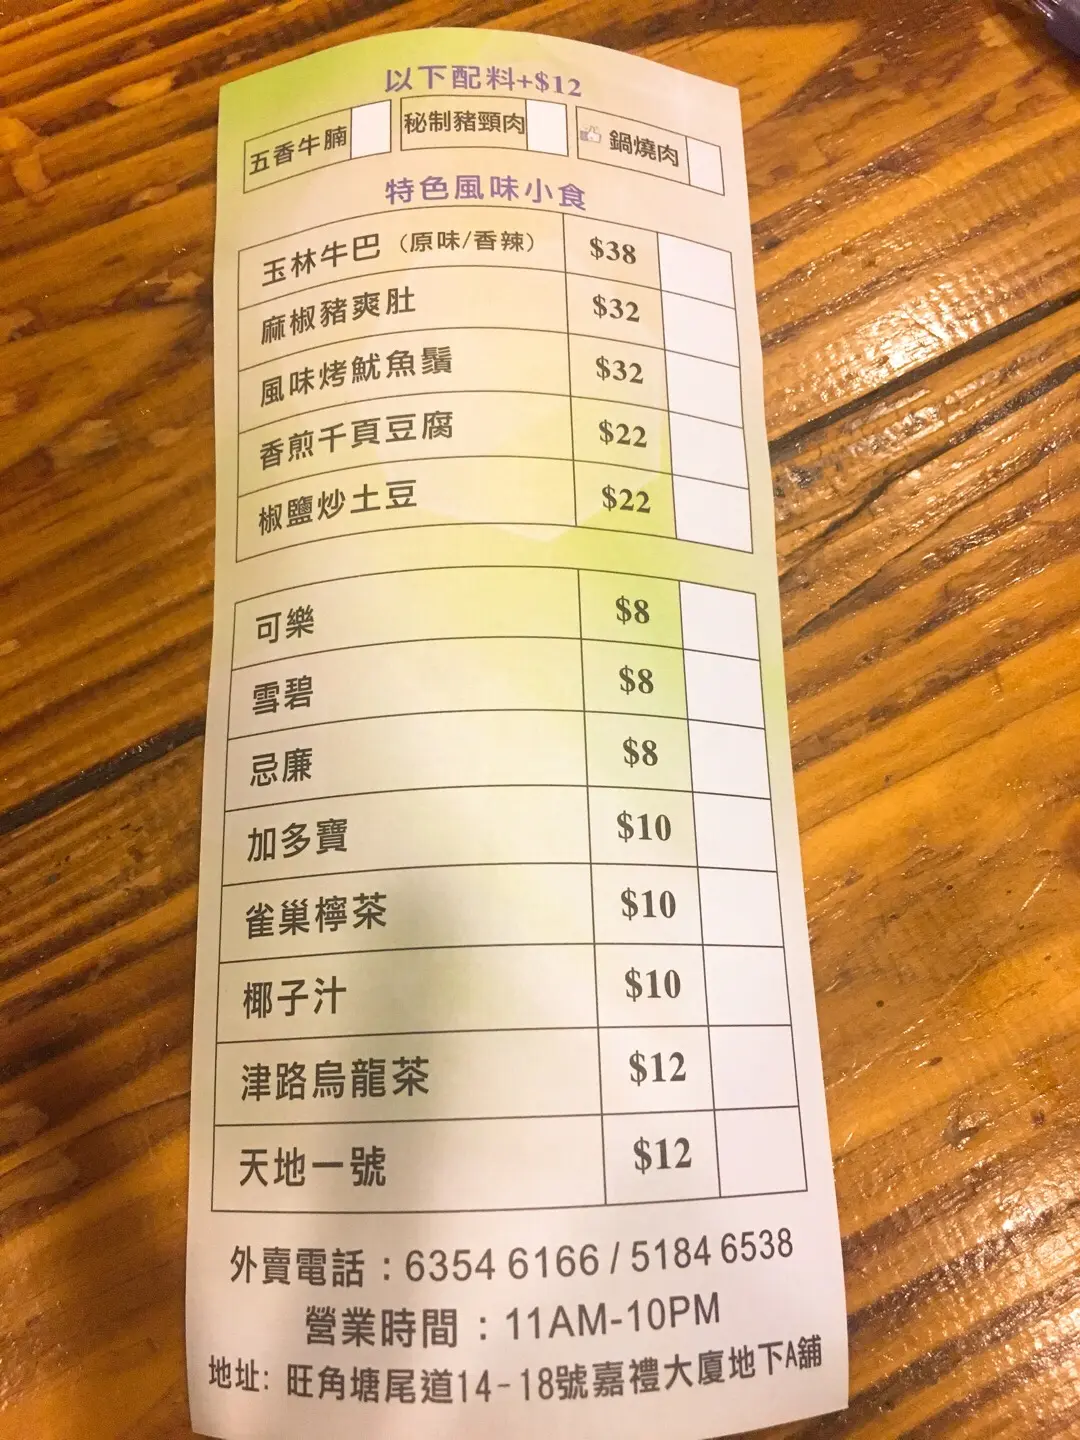 以下配料+$12
五香牛腩 秘制豬頸肉 鍋燒肉
特色風味小食
玉林牛巴（原味/香辣） $38
麻椒豬爽肚 $32
風味烤魷魚鬚 $32
香煎千頁豆腐 $22
椒鹽炒土豆 $22
可樂 $8
雪碧 $8
忌廉 $8
加多寶 $10
雀巢檸茶 $10
椰子汁 $10
津路烏龍茶 $12
天地一號 $12
外賣電話：6354 6166 / 5184 6538
營業時間：11AM-10PM
地址: 旺角塘尾道14-18號嘉禮大廈地下A舖